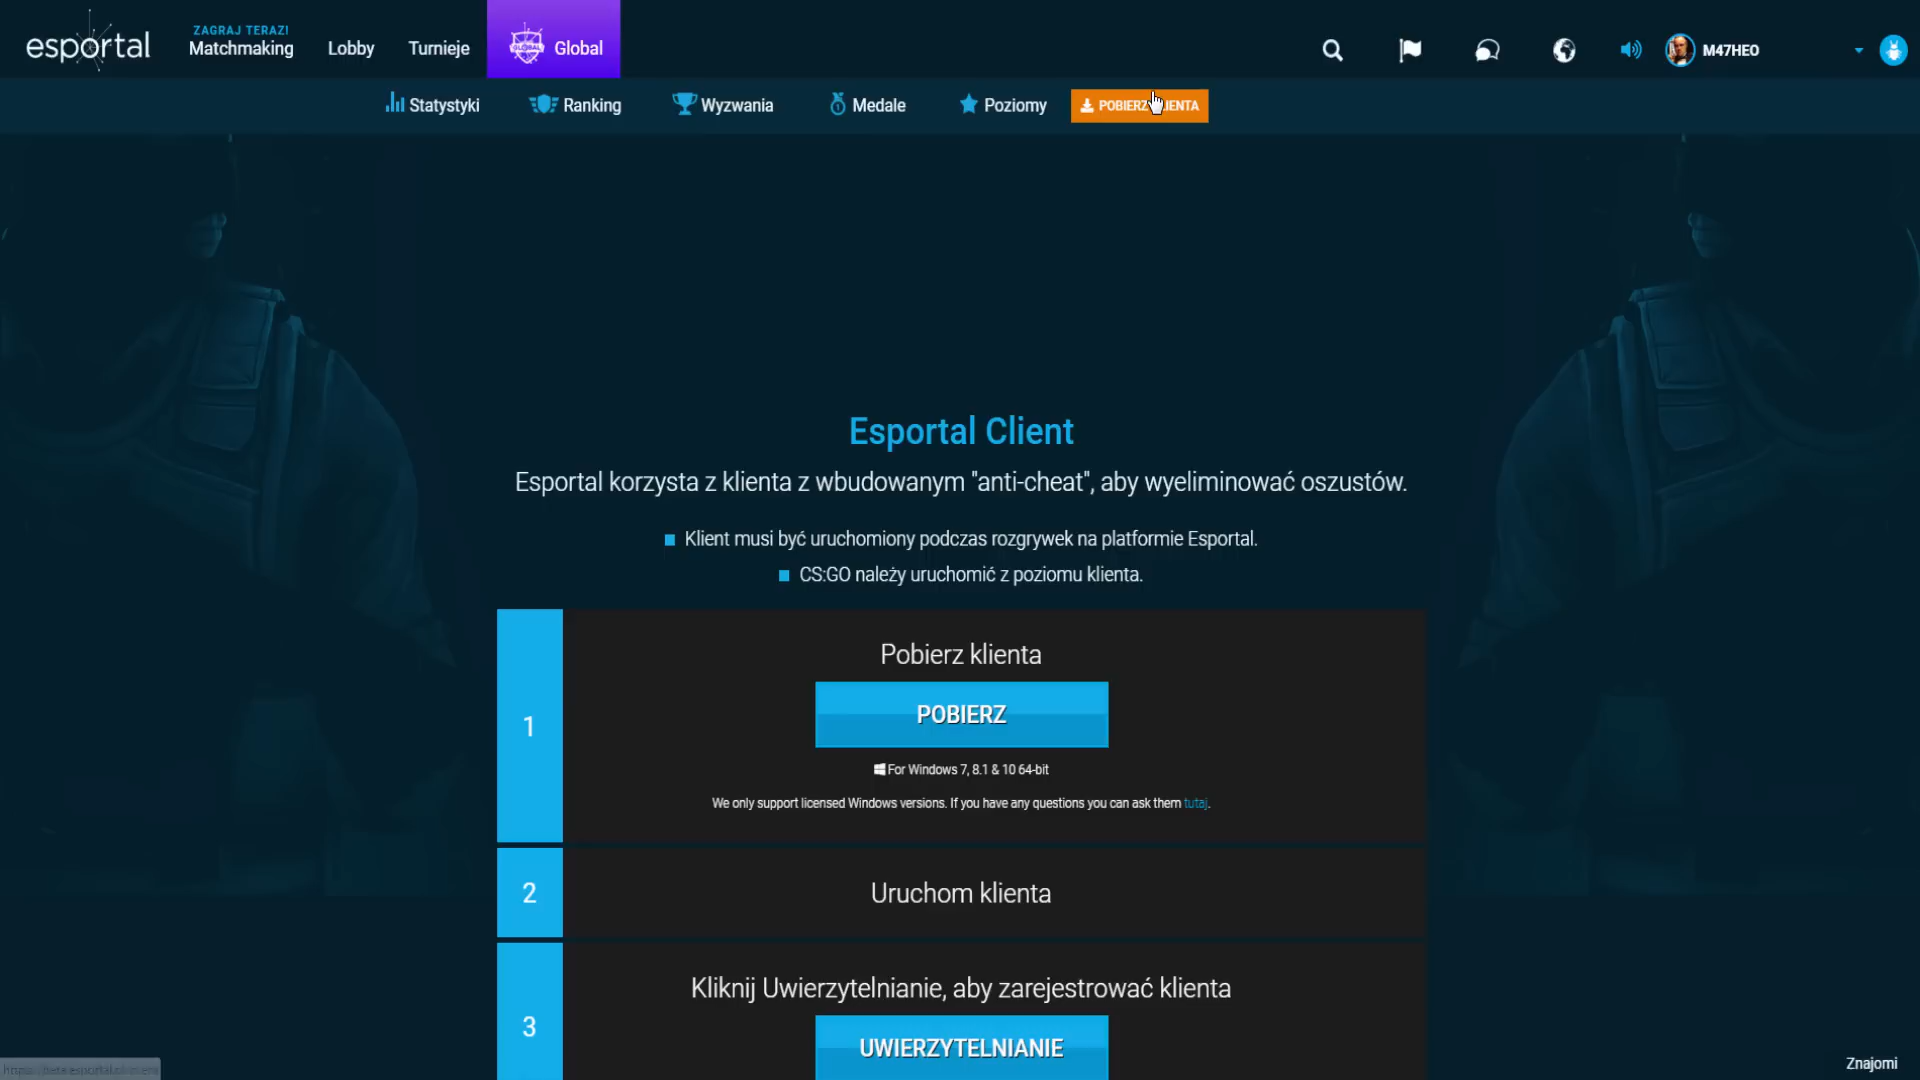 esportal
ZAGRAJ TERAZ!
Matchmaking
Lobby
Turnieje
GLOBAL
Global
M47HEO
Statystyki
Ranking
Wyzwania
Medale
Poziomy
Esportal Client
Esportal korzysta z klienta z wbudowanym "anti-cheat", aby wyeliminować oszustów.
Klient musi być uruchomiony podczas rozgrywek na platformie Esportal.
CS:GO należy uruchomić z poziomu klienta.
1
Pobierz klienta
POBIERZ
For Windows 7, 8.1 & 10 64-bit
We only support licensed Windows versions. If you have any questions you can ask them tutaj.
2
Uruchom klienta
3
Kliknij Uwierzytelnianie, aby zarejestrować klienta
UWIERZYTELNIANIE
Znajomi